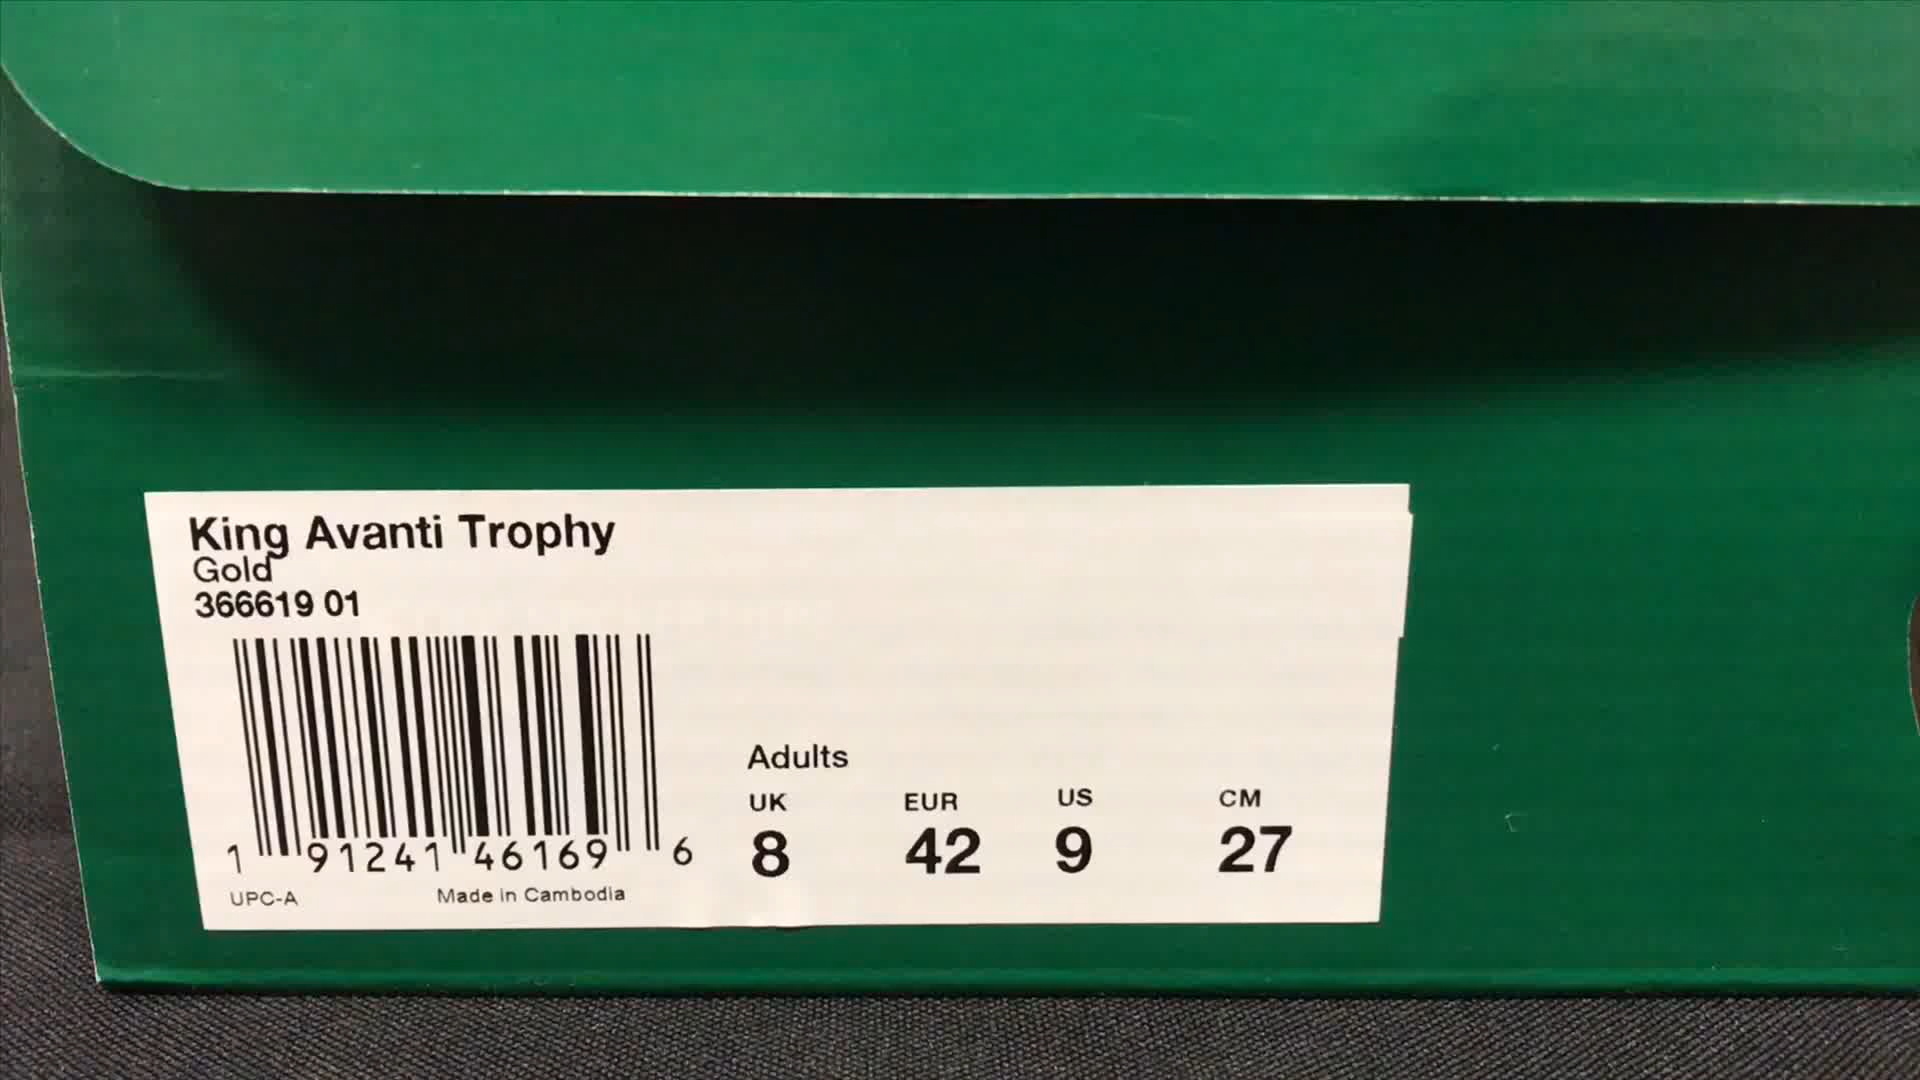 King Avanti Trophy
Gold
366619 01
1 91241 46169 6
UPC-A Made in Cambodia
Adults
UK EUR US CM
8 42 9 27